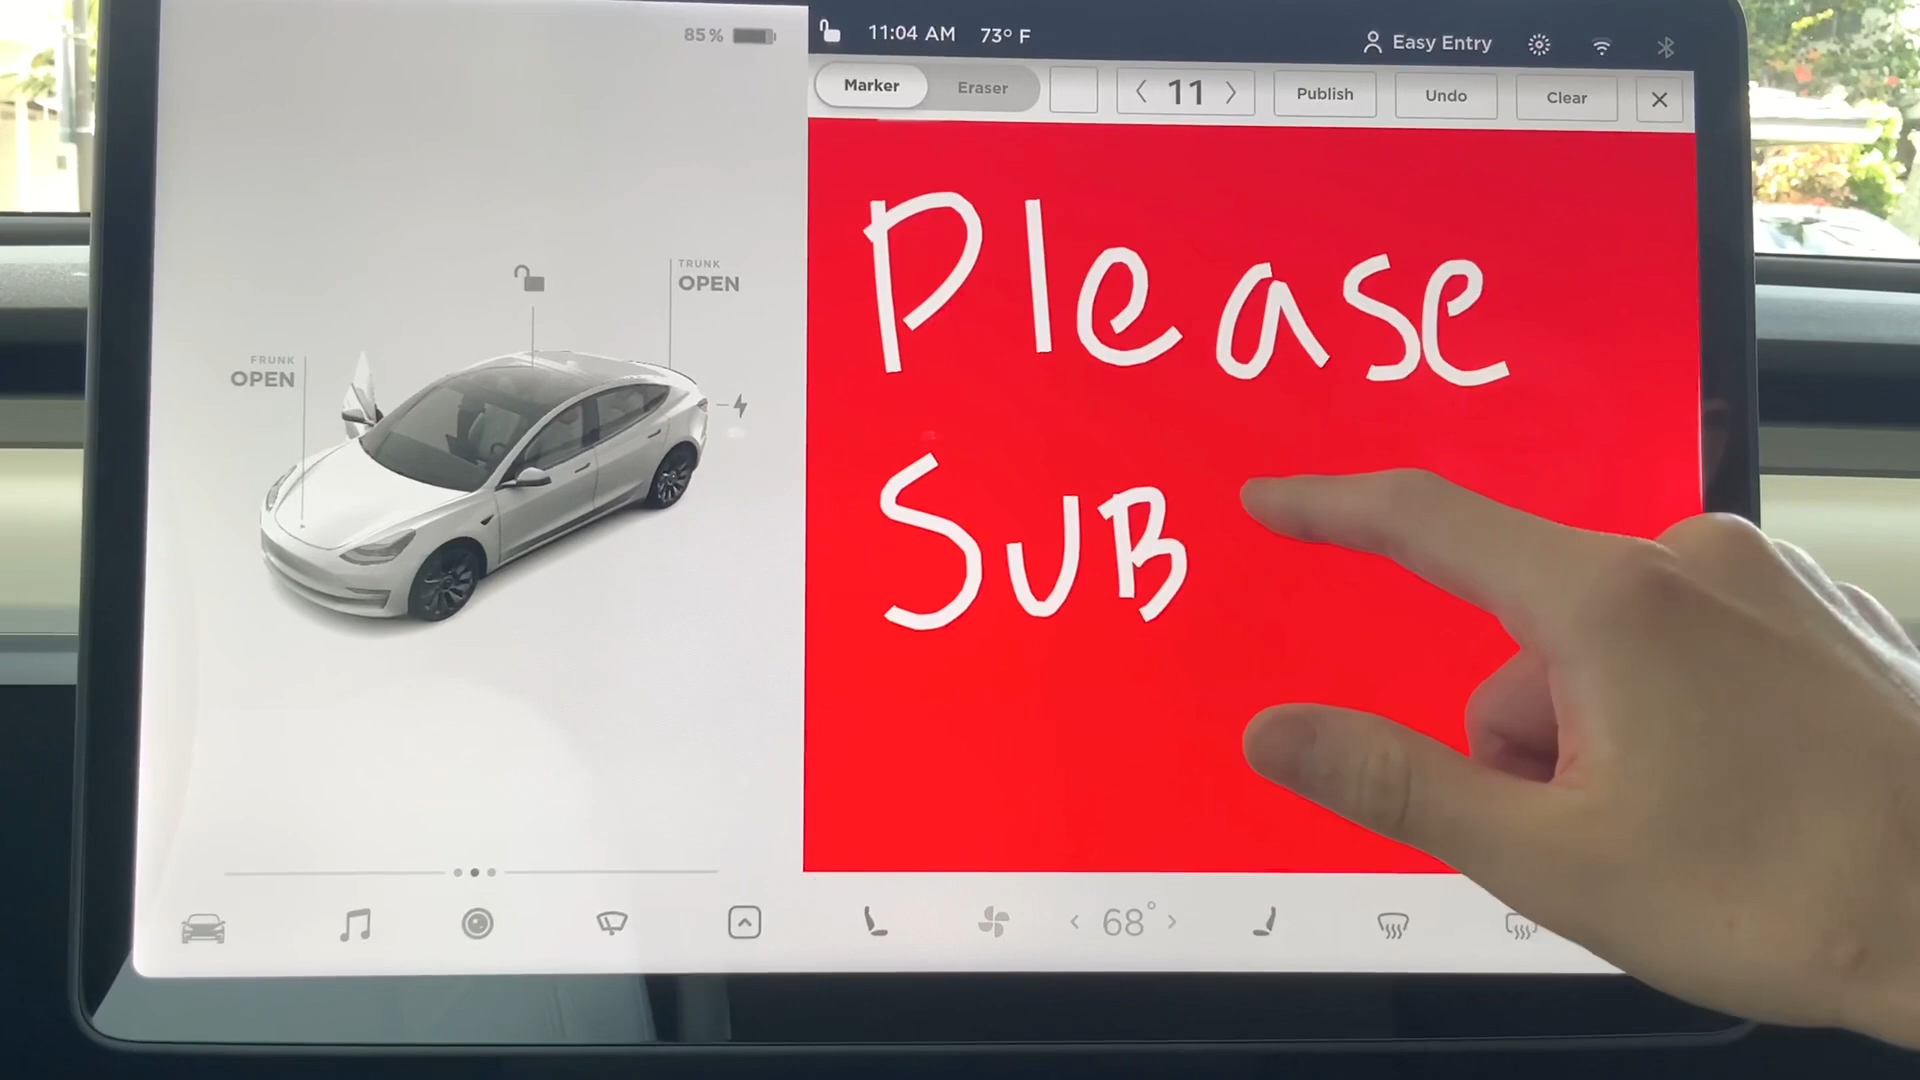 85%
11:04 AM 73° F Easy Entry
Marker Eraser 11 Publish Undo Clear
TRUNK
OPEN
FRUNK
OPEN
Please
SUB
68°